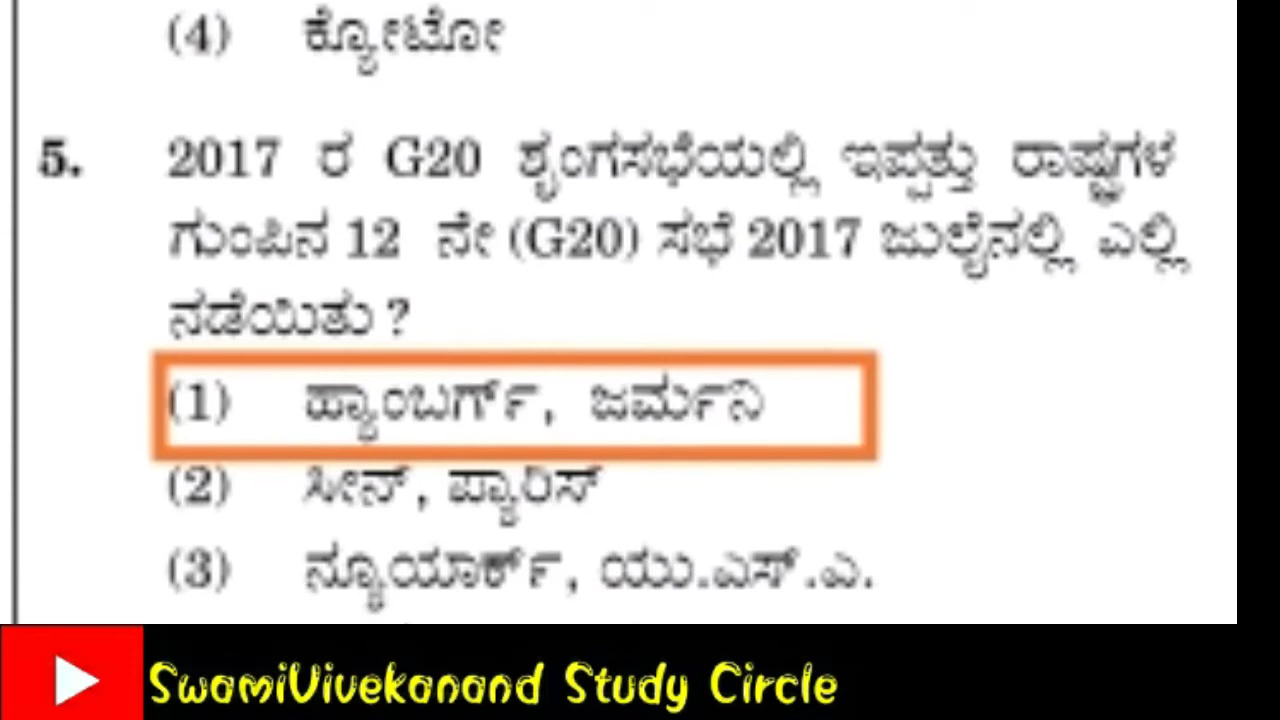 (4) ಕ್ಯೋಟೋ
5. 2017 ರ G20 ಶೃಂಗಸಭೆಯಲ್ಲಿ ಇಪ್ಪತ್ತು ರಾಷ್ಟ್ರಗಳ
ಗುಂಪಿನ 12 ನೇ (G20) ಸಭೆ 2017 ಜುಲೈನಲ್ಲಿ ಎಲ್ಲಿ
ನಡೆಯಿತು ?
(1) ಹ್ಯಾಂಬರ್ಗ್, ಜರ್ಮನಿ
(2) ಸೀನ್, ಪ್ಯಾರಿಸ್
(3) ನ್ಯೂಯಾರ್ಕ್, ಯು.ಎಸ್.ಎ.
SwamiVivekanand Study Circle